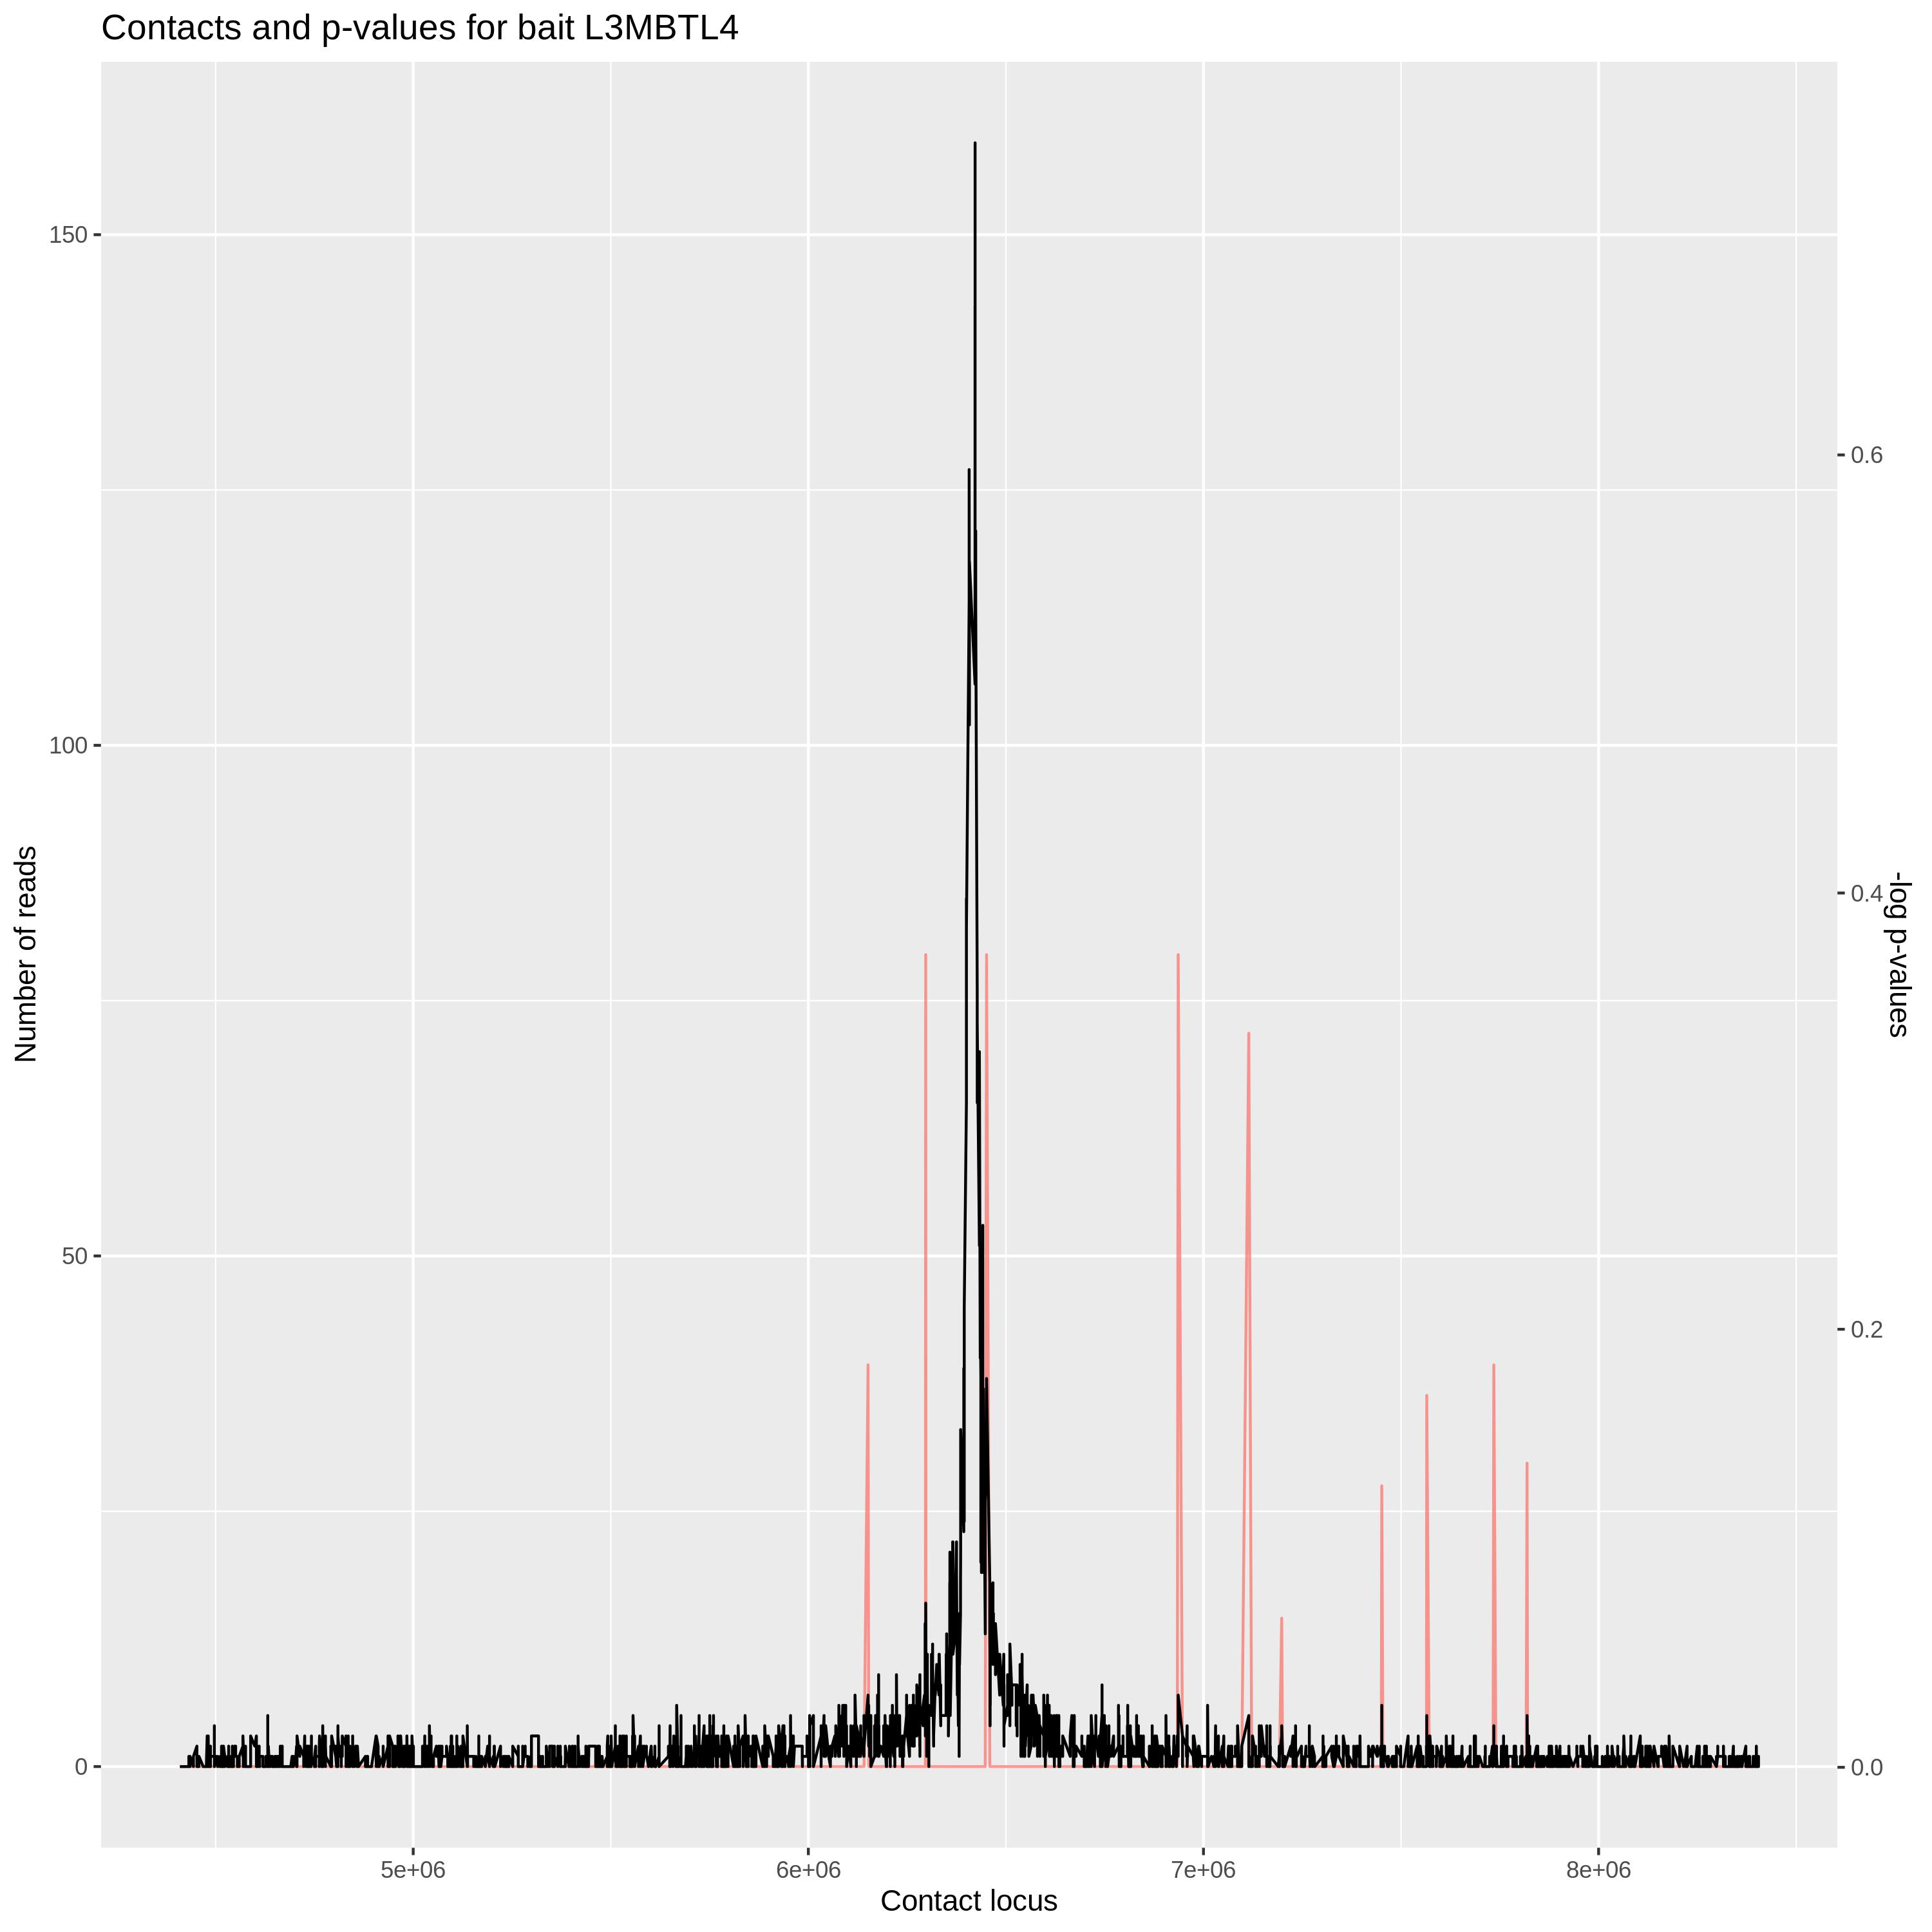 Contacts and p-values for bait L3MBTL4
150
100
50
0
Number of reads
0.6
0.4
0.2
0.0
-log p-values
5e+06
6e+06
7e+06
8e+06
Contact locus